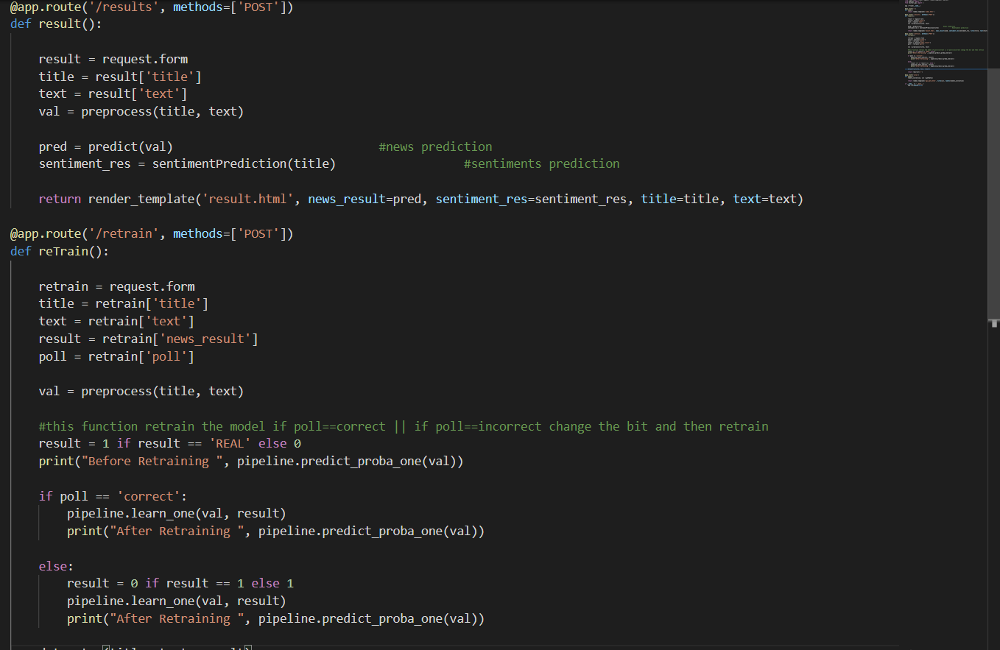 @app.route('/results', methods=['POST'])
def result():
    result = request.form
    title = result['title']
    text = result['text']
    val = preprocess(title, text)
    pred = predict(val)                             #news prediction
    sentiment_res = sentimentPrediction(title)                  #sentiments prediction
    return render_template('result.html', news_result=pred, sentiment_res=sentiment_res, title=title, text=text)
@app.route('/retrain', methods=['POST'])
def reTrain():
    retrain = request.form
    title = retrain['title']
    text = retrain['text']
    result = retrain['news_result']
    poll = retrain['poll']
    val = preprocess(title, text)
    #this function retrain the model if poll==correct || if poll==incorrect change the bit and then retrain
    result = 1 if result == 'REAL' else 0
    print("Before Retraining ", pipeline.predict_proba_one(val))
    if poll == 'correct':
        pipeline.learn_one(val, result)
        print("After Retraining ", pipeline.predict_proba_one(val))
    else:
        result = 0 if result == 1 else 1
        pipeline.learn_one(val, result)
        print("After Retraining ", pipeline.predict_proba_one(val))